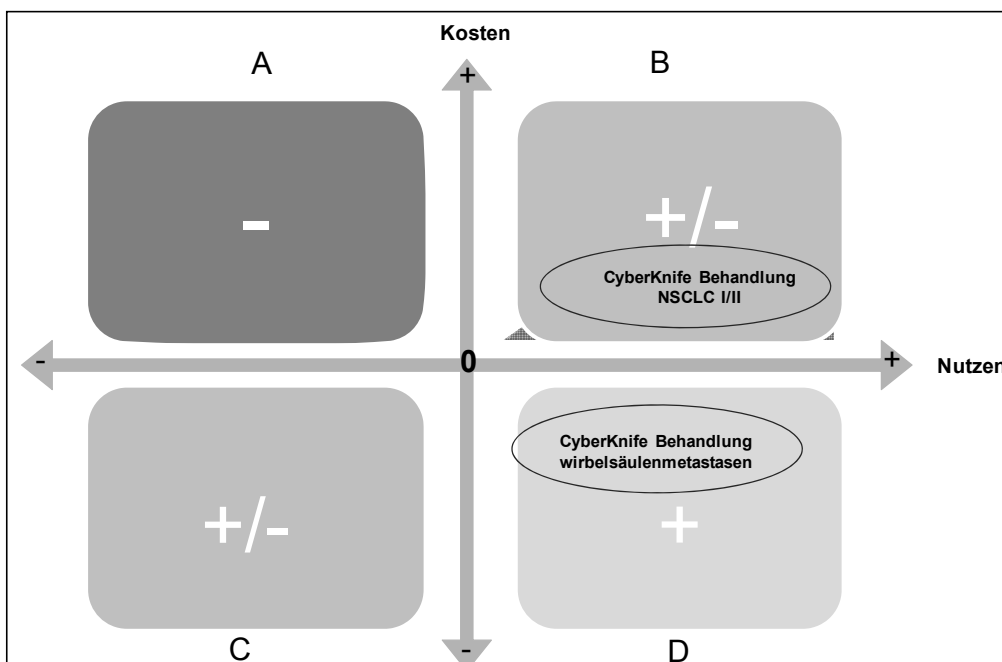 Kosten
A
B
+
-
+/-
CyberKnife Behandlung
NSCLC I/II
-
0
+
Nutzen
CyberKnife Behandlung
wirbelsäulenmetastasen
+/-
+
C
-
D